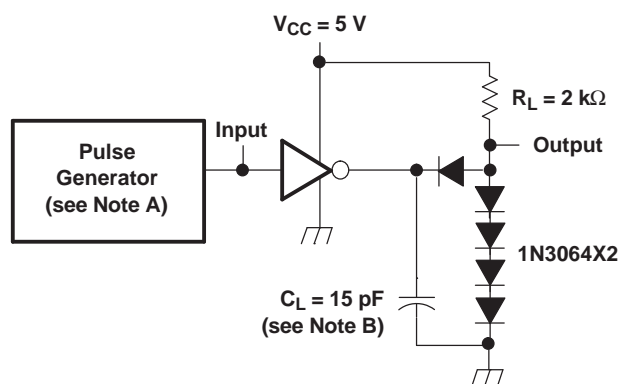 VCC = 5 V
RL = 2 kΩ
Input
Output
Pulse
Generator
(see Note A)
1N3064X2
CL = 15 pF
(see Note B)